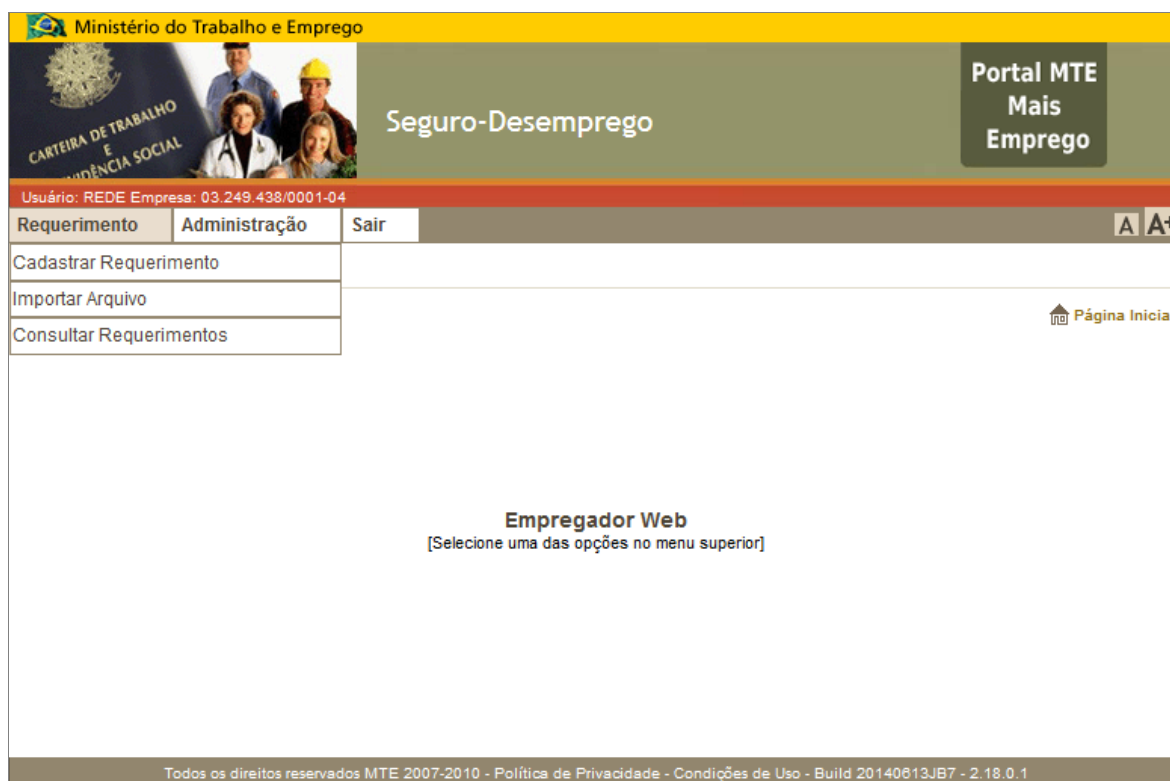 Ministério do Trabalho e Emprego
CARTEIRA DE TRABALHO
E
PREVIDÊNCIA SOCIAL
Seguro-Desemprego
Portal MTE
Mais
Emprego
Usuário: REDE Empresa: 03.249.438/0001-04
Requerimento Administração Sair A A+
Cadastrar Requerimento
Importar Arquivo
Consultar Requerimentos
Página Inicia
Empregador Web
[Selecione uma das opções no menu superior]
Todos os direitos reservados MTE 2007-2010 - Política de Privacidade - Condições de Uso - Build 20140613JB7 - 2.18.0.1